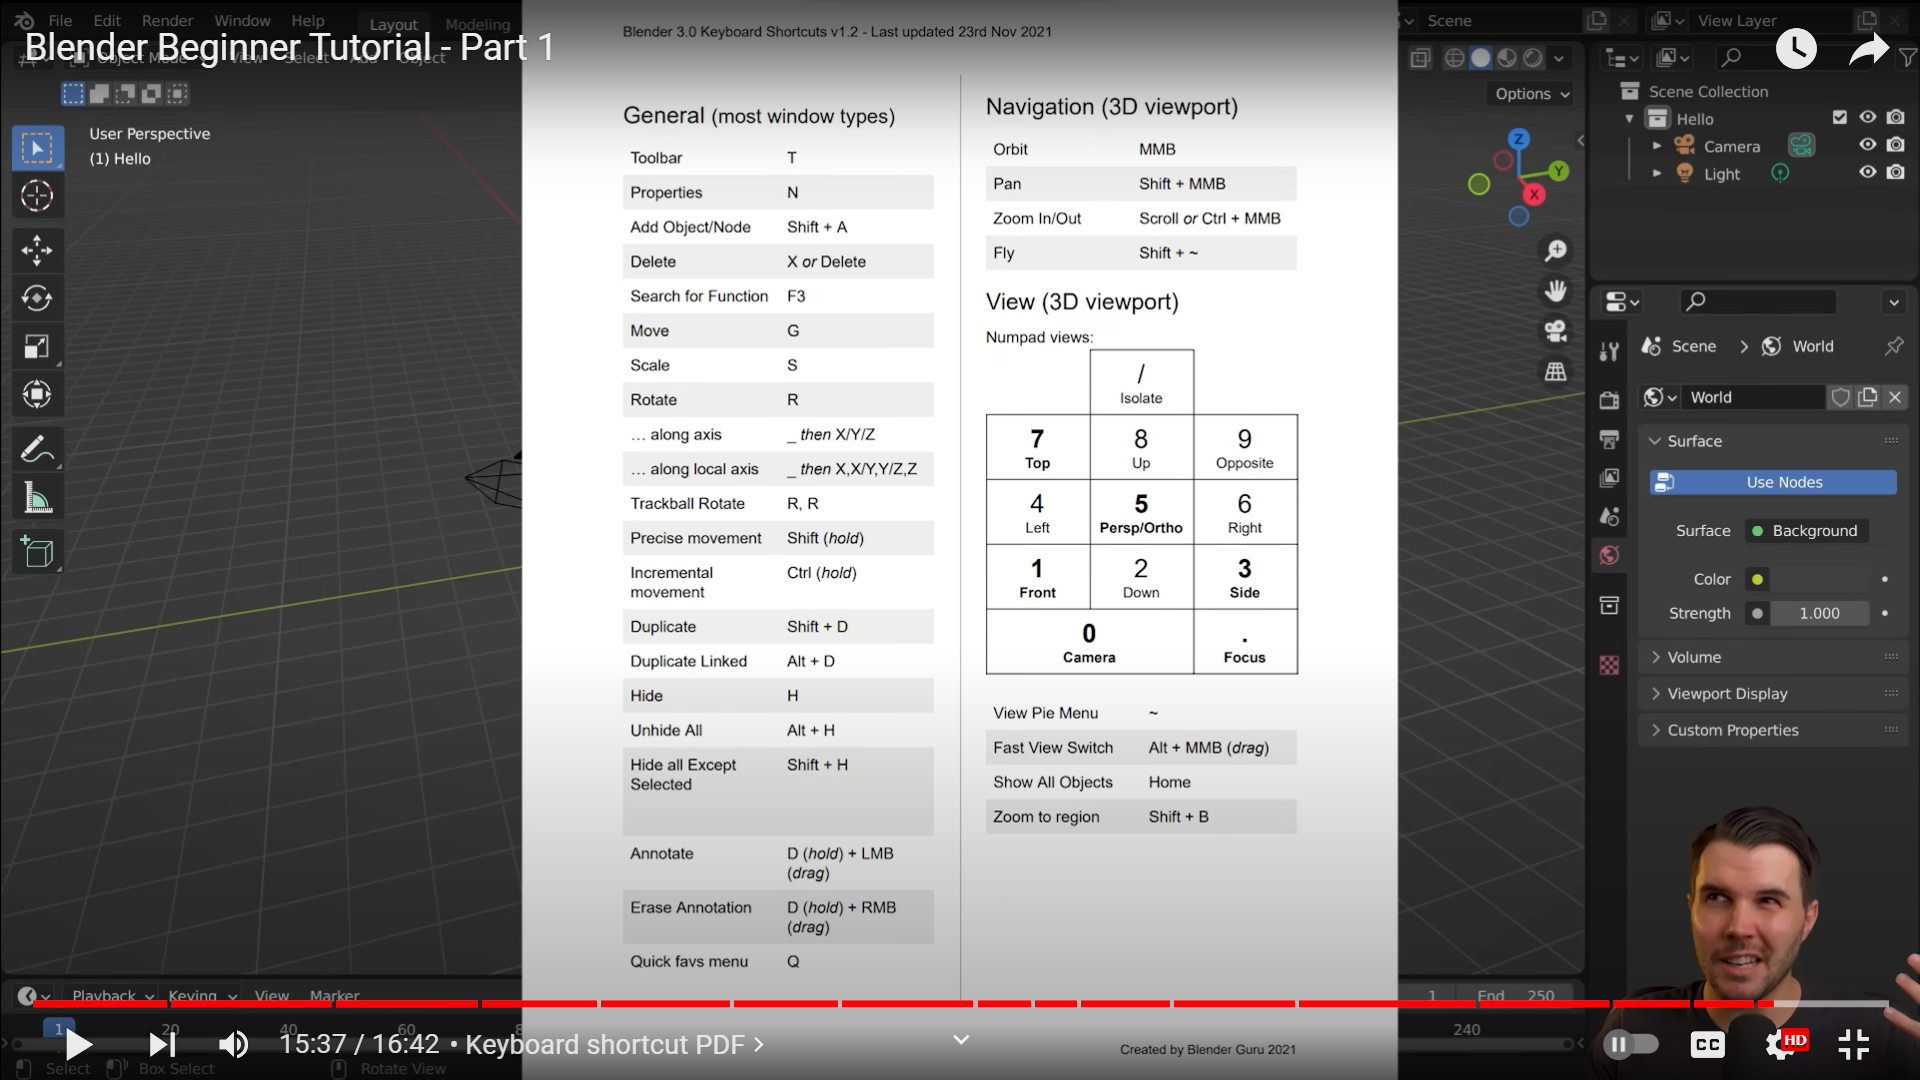 File Edit Render Window Help Layout Modeling
Blender Beginner Tutorial - Part 1
Object Mode View Select Add Object
User Perspective
(1) Hello
Blender 3.0 Keyboard Shortcuts v1.2 - Last updated 23rd Nov 2021
General (most window types)
Toolbar T
Properties N
Add Object/Node Shift + A
Delete X or Delete
Search for Function F3
Move G
Scale S
Rotate R
... along axis _ then X/Y/Z
... along local axis _ then X,X/Y,Y/Z,Z
Trackball Rotate R, R
Precise movement Shift (hold)
Incremental Ctrl (hold)
movement
Duplicate Shift + D
Duplicate Linked Alt + D
Hide H
Unhide All Alt + H
Hide all Except Shift + H
Selected
Annotate D (hold) + LMB
(drag)
Erase Annotation D (hold) + RMB
(drag)
Quick favs menu Q
Navigation (3D viewport)
Orbit MMB
Pan Shift + MMB
Zoom In/Out Scroll or Ctrl + MMB
Fly Shift + ~
View (3D viewport)
Numpad views:
/
Isolate
7 8 9
Top Up Opposite
4 5 6
Left Persp/Ortho Right
1 2 3
Front Down Side
0 .
Camera Focus
View Pie Menu ~
Fast View Switch Alt + MMB (drag)
Show All Objects Home
Zoom to region Shift + B
Created by Blender Guru 2021
Scene View Layer
Options
Z
Y
X
Scene Collection
Hello
Camera
Light
Scene > World
World
Surface
Use Nodes
Surface Background
Color
Strength 1.000
Volume
Viewport Display
Custom Properties
Playback Keying View Marker
1 End 250
1 20 40 60 8 240
15:37 / 16:42 • Keyboard shortcut PDF >
CC HD
Select Box Select Rotate View